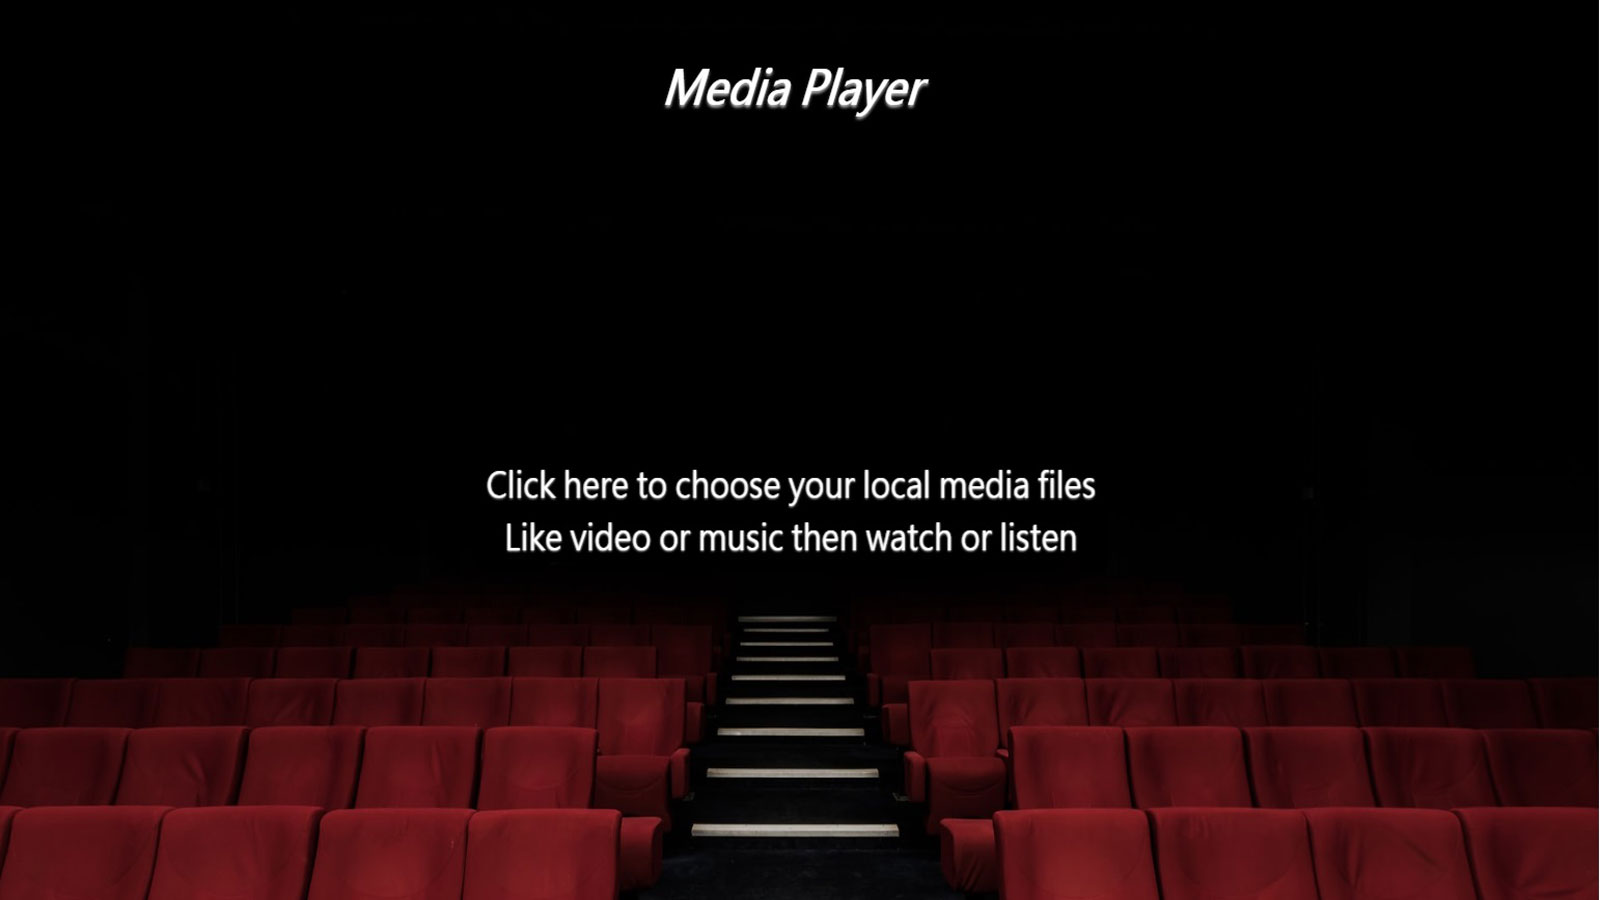 Media Player
Click here to choose your local media files
Like video or music then watch or listen